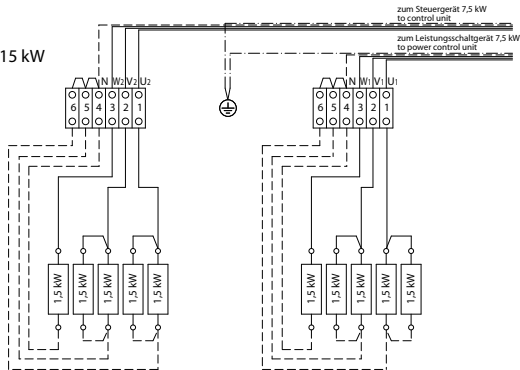 zum Steuergerät 7,5 kW
to control unit
zum Leistungsschaltgerät 7,5 kW
to power control unit
15 kW
N W2 V2 U2
6 5 4 3 2 1
N W1 V1 U1
6 5 4 3 2 1
1,5 kW 1,5 kW 1,5 kW 1,5 kW 1,5 kW
1,5 kW 1,5 kW 1,5 kW 1,5 kW 1,5 kW